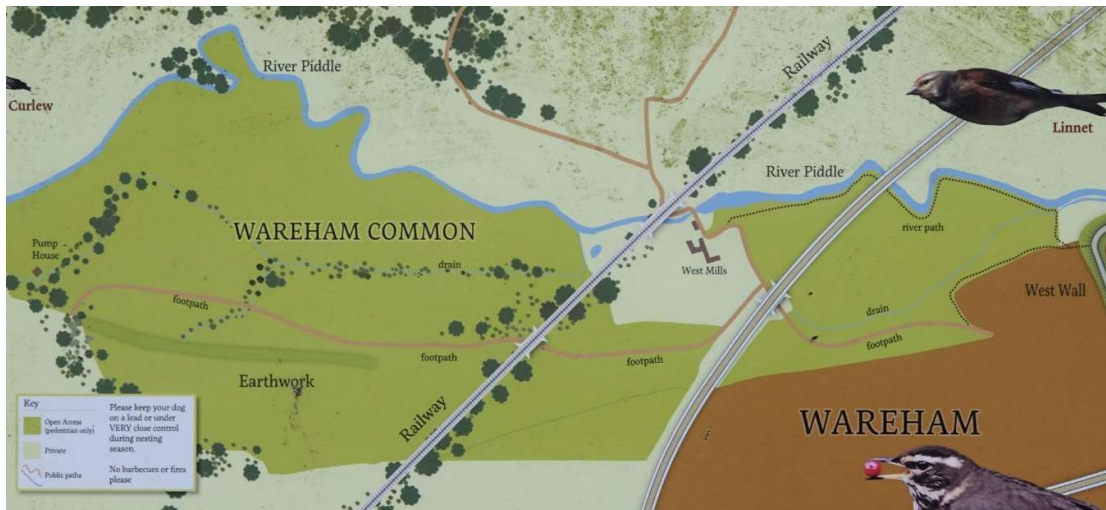 River Piddle
Railway
Curlew
Linnet
River Piddle
WAREHAM COMMON
river path
Pump
House
drain
West Mills
West Wall
footpath
drain
footpath
footpath
footpath
Earthwork
Railway
WAREHAM
Key
Open Access
(pedestrian only)
Private
Public paths
Please keep your dog
on a lead or under
VERY close control
during nesting
season.
No barbecues or fires
please